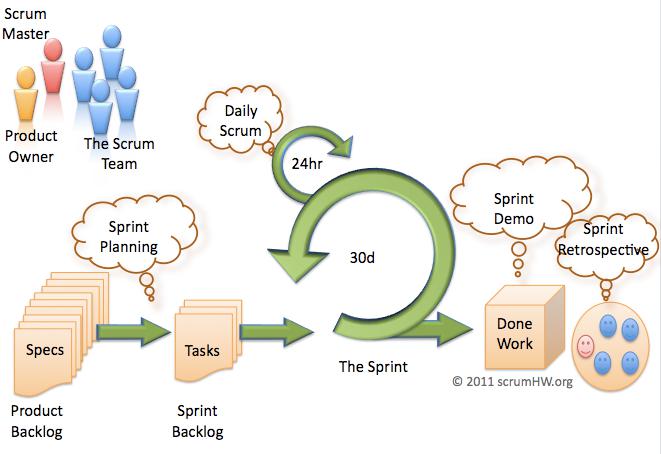 Scrum
Master
Product
Owner
The Scrum
Team
Daily
Scrum
24hr
Sprint
Planning
30d
Sprint
Demo
Sprint
Retrospective
Specs
Tasks
Done
Work
The Sprint
© 2011 scrumHW.org
Product
Backlog
Sprint
Backlog